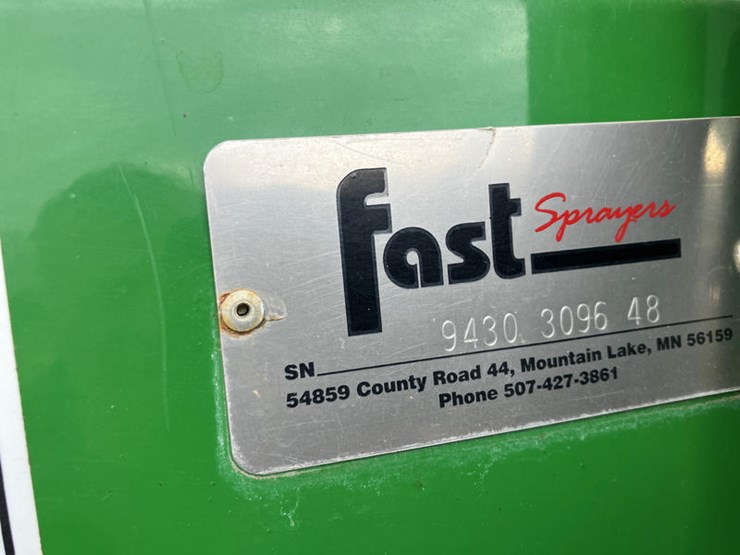 fast Sprayers
9430 3096 48
SN
54859 County Road 44, Mountain Lake, MN 56159
Phone 507-427-3861